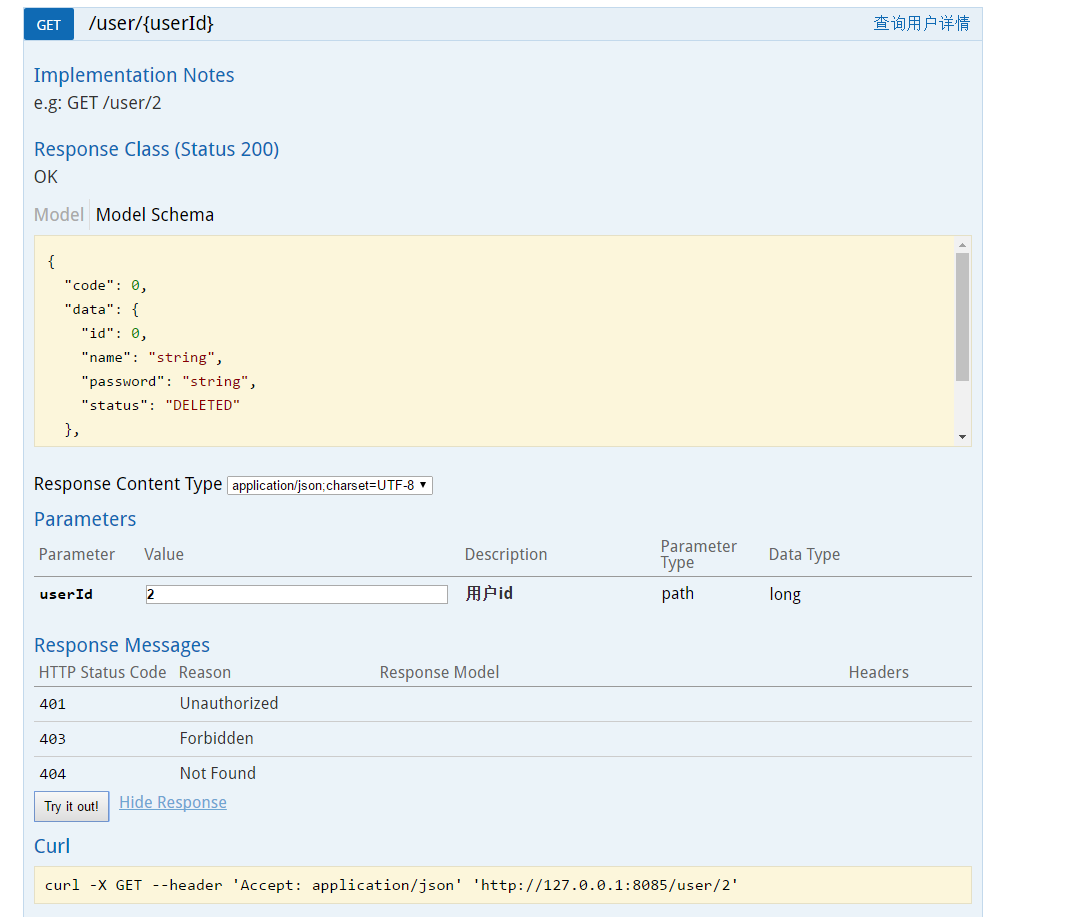 GET /user/{userId} 查询用户详情
Implementation Notes
e.g: GET /user/2
Response Class (Status 200)
OK
Model Model Schema
{
  "code": 0,
  "data": {
    "id": 0,
    "name": "string",
    "password": "string",
    "status": "DELETED"
  },
Response Content Type application/json;charset=UTF-8
Parameters
Parameter Value Description Parameter Type Data Type
userId 2 用户id path long
Response Messages
HTTP Status Code Reason Response Model Headers
401 Unauthorized
403 Forbidden
404 Not Found
Try it out! Hide Response
Curl
curl -X GET --header 'Accept: application/json' 'http://127.0.0.1:8085/user/2'